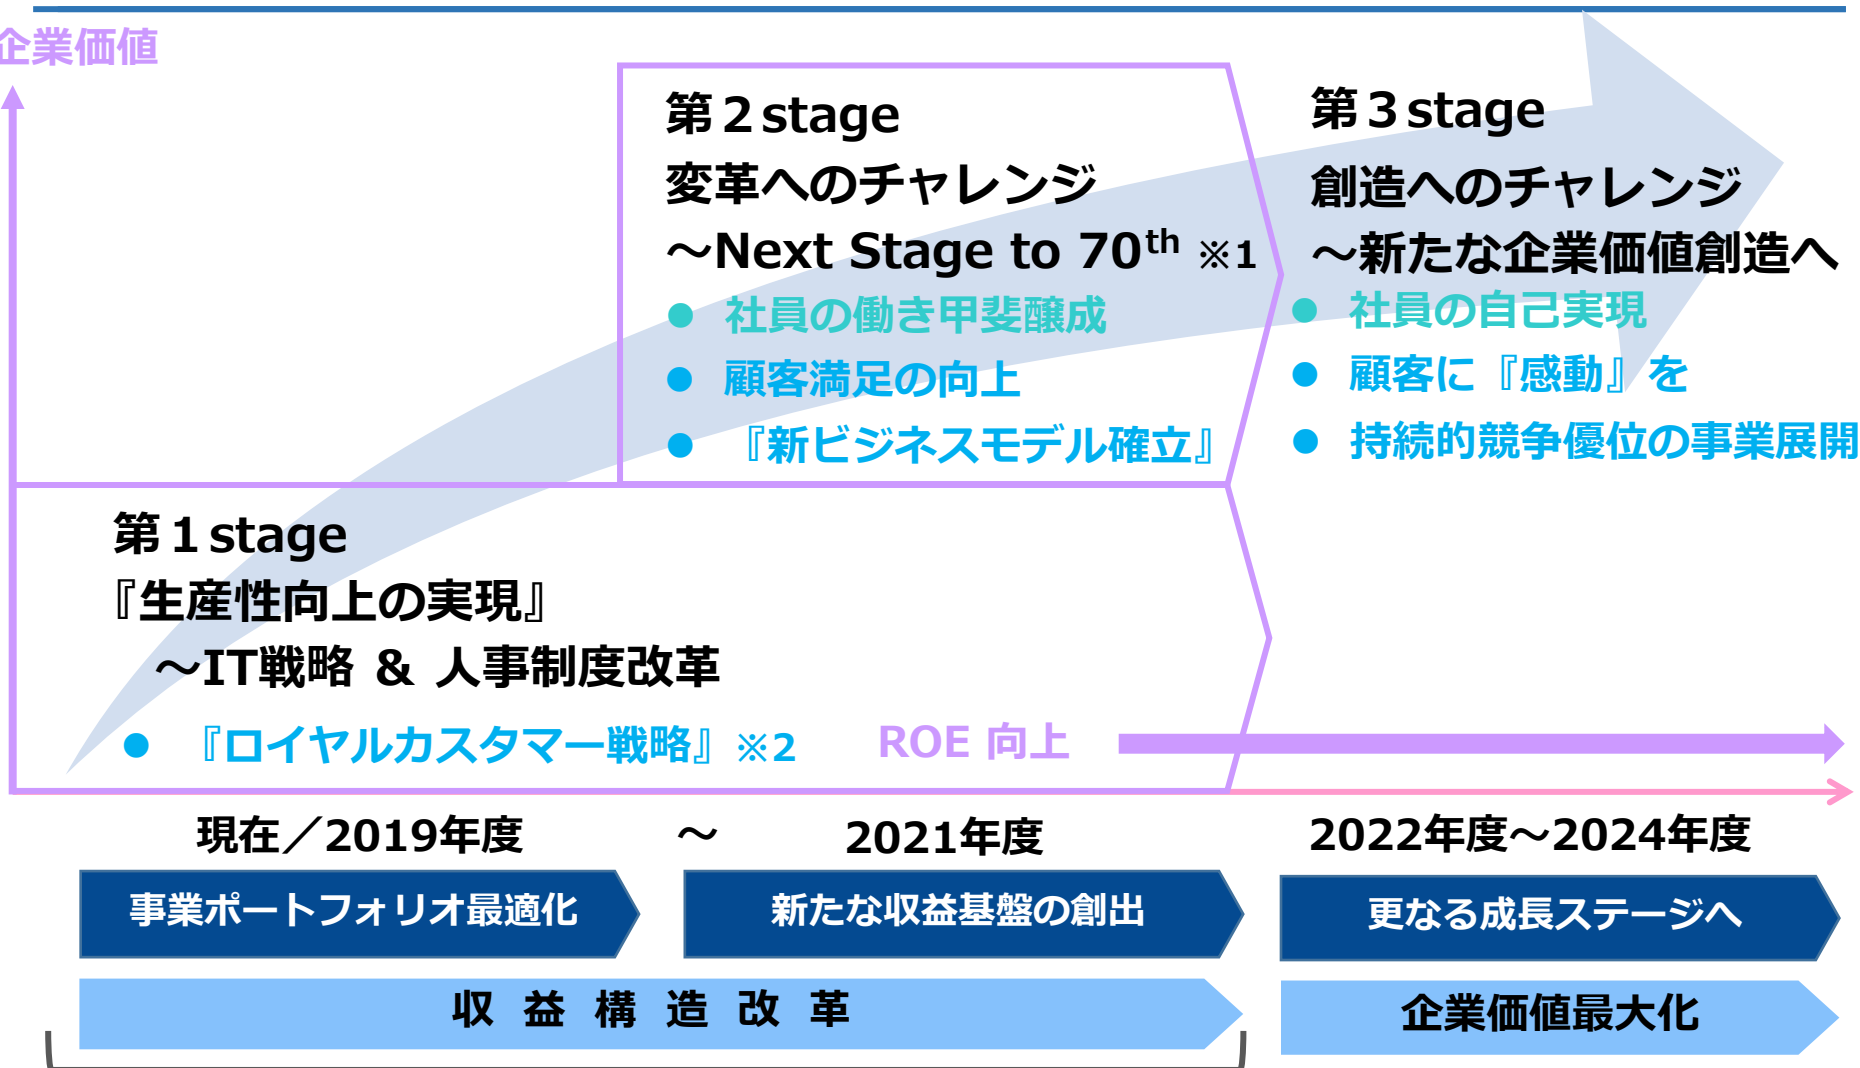 企業価値
第２stage
変革へのチャレンジ
～Next Stage to 70th ※1
● 社員の働き甲斐醸成
● 顧客満足の向上
● 『新ビジネスモデル確立』
第３stage
創造へのチャレンジ
～新たな企業価値創造へ
● 社員の自己実現
● 顧客に『感動』を
● 持続的競争優位の事業展開
第１stage
『生産性向上の実現』
～IT戦略 & 人事制度改革
● 『ロイヤルカスタマー戦略』※2
ROE 向上
現在／2019年度 ～ 2021年度
2022年度～2024年度
事業ポートフォリオ最適化
新たな収益基盤の創出
更なる成長ステージへ
収益構造改革
企業価値最大化